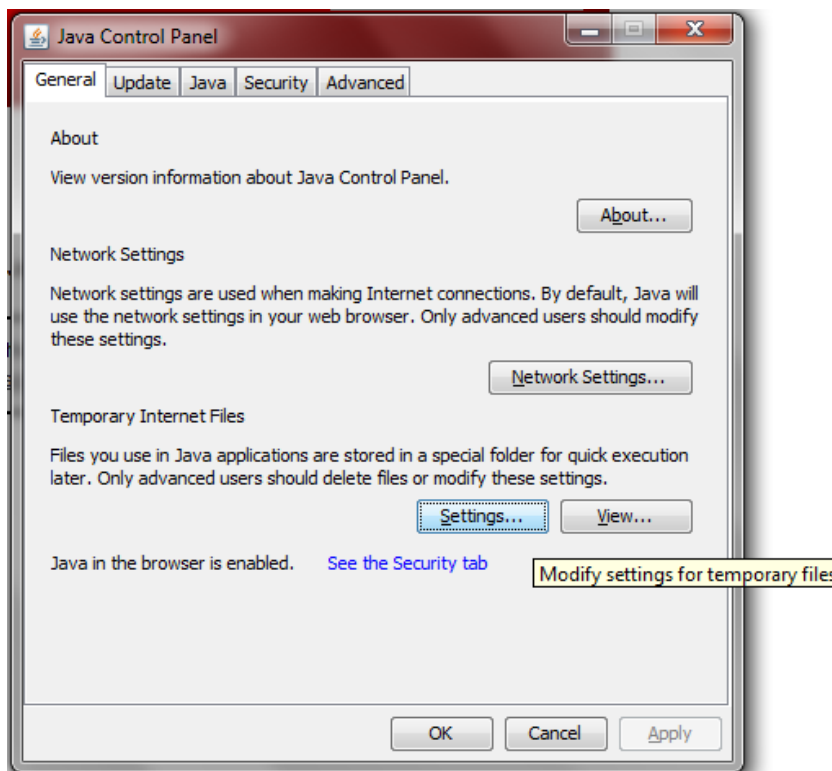 Java Control Panel
General Update Java Security Advanced
About
View version information about Java Control Panel.
About...
Network Settings
Network settings are used when making Internet connections. By default, Java will
use the network settings in your web browser. Only advanced users should modify
these settings.
Network Settings...
Temporary Internet Files
Files you use in Java applications are stored in a special folder for quick execution
later. Only advanced users should delete files or modify these settings.
Settings... View...
Java in the browser is enabled. See the Security tab
Modify settings for temporary files
OK Cancel Apply